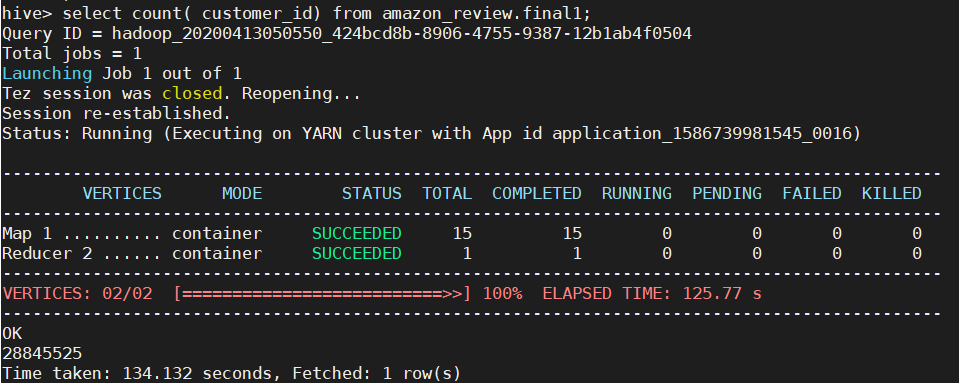 hive> select count( customer_id) from amazon_review.final1;
Query ID = hadoop_20200413050550_424bcd8b-8906-4755-9387-12b1ab4f0504
Total jobs = 1
Launching Job 1 out of 1
Tez session was closed. Reopening...
Session re-established.
Status: Running (Executing on YARN cluster with App id application_1586739981545_0016)
----------------------------------------------------------------------------------------------
        VERTICES      MODE        STATUS  TOTAL  COMPLETED  RUNNING  PENDING  FAILED  KILLED
----------------------------------------------------------------------------------------------
Map 1 .......... container     SUCCEEDED     15         15        0        0       0       0
Reducer 2 ...... container     SUCCEEDED      1          1        0        0       0       0
----------------------------------------------------------------------------------------------
VERTICES: 02/02  [==========================>>] 100%  ELAPSED TIME: 125.77 s
----------------------------------------------------------------------------------------------
OK
28845525
Time taken: 134.132 seconds, Fetched: 1 row(s)